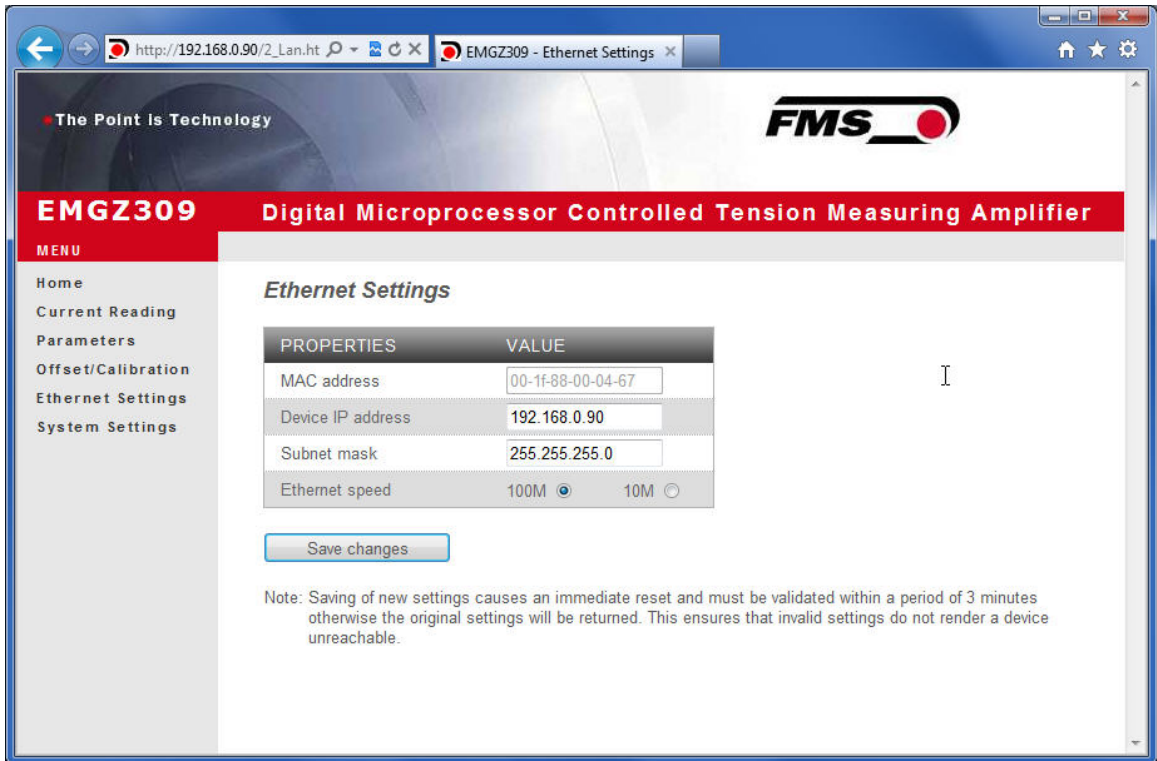 http://192.168.0.90/2_Lan.ht
EMGZ309 - Ethernet Settings
The Point is Technology
FMS
EMGZ309
Digital Microprocessor Controlled Tension Measuring Amplifier
MENU
Home
Current Reading
Parameters
Offset/Calibration
Ethernet Settings
System Settings
Ethernet Settings
PROPERTIES VALUE
MAC address 00-1f-88-00-04-67
Device IP address 192.168.0.90
Subnet mask 255.255.255.0
Ethernet speed 100M 10M
Save changes
Note: Saving of new settings causes an immediate reset and must be validated within a period of 3 minutes
otherwise the original settings will be returned. This ensures that invalid settings do not render a device
unreachable.